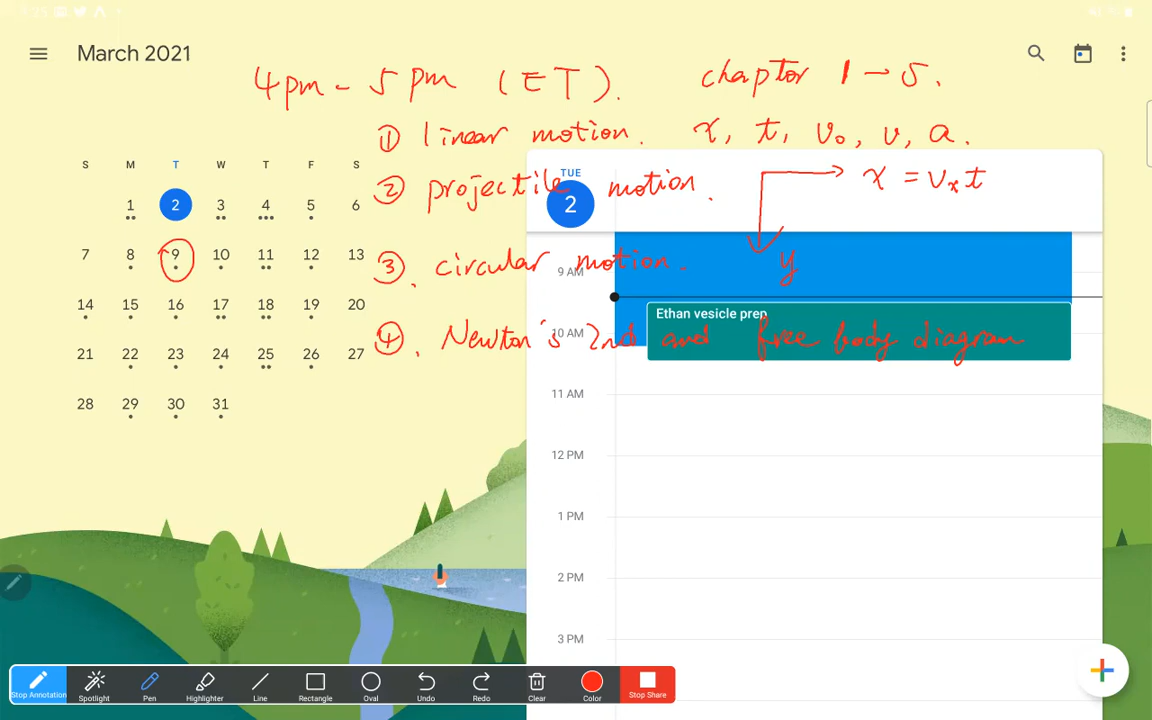 March 2021
4pm - 5pm (ET). chapter 1 → 5.
① linear motion. x, t, v₀, v, a.
② projectile motion. x = vₓt
y
③. circular motion.
④. Newton's 2nd and free body diagram
S M T W T F S
1 2 3 4 5 6
7 8 9 10 11 12 13
14 15 16 17 18 19 20
21 22 23 24 25 26 27
28 29 30 31
TUE
2
9 AM
Ethan vesicle prep
10 AM
11 AM
12 PM
1 PM
2 PM
3 PM
Stop Annotation Spotlight Pen Highlighter Line Rectangle Oval Undo Redo Clear Color Stop Share